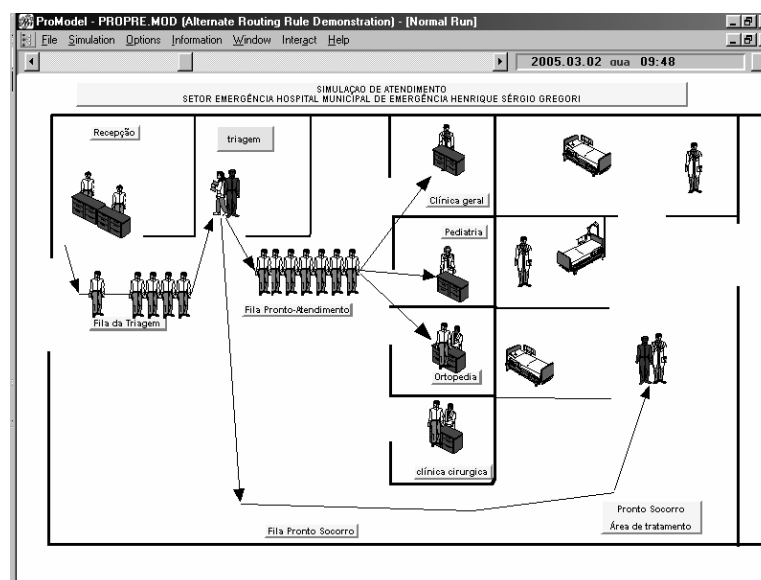 ProModel - PROPRE.MOD (Alternate Routing Rule Demonstration) - [Normal Run]
File Simulation Options Information Window Interact Help
2005.03.02 qua 09:48
SIMULAÇAO DE ATENDIMENTO
SETOR EMERGÊNCIA HOSPITAL MUNICIPAL DE EMERGÊNCIA HENRIQUE SÉRGIO GREGORI
Recepção
triagem
Clínica geral
Pediatria
Fila da Triagem
Fila Pronto-Atendimento
Ortopedia
clínica cirurgica
Fila Pronto Socorro
Pronto Socorro
Área de tratamento